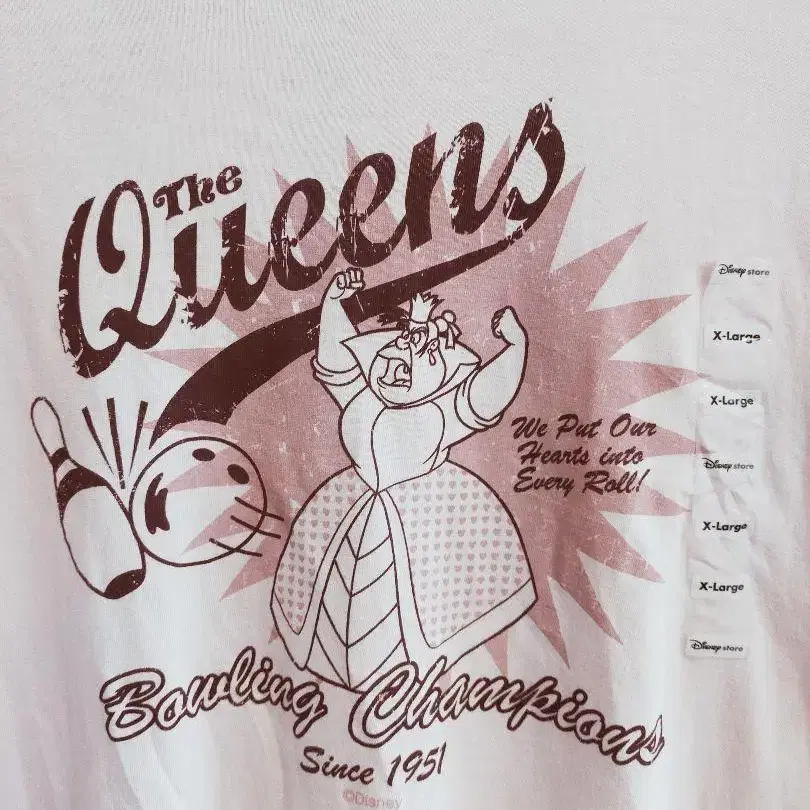 The
Queens
We Put Our
Hearts into
Every Roll!
Bowling Champions
Since 1951
©Disney
Disney store
X-Large
X-Large
Disney store
X-Large
X-Large
Disney store